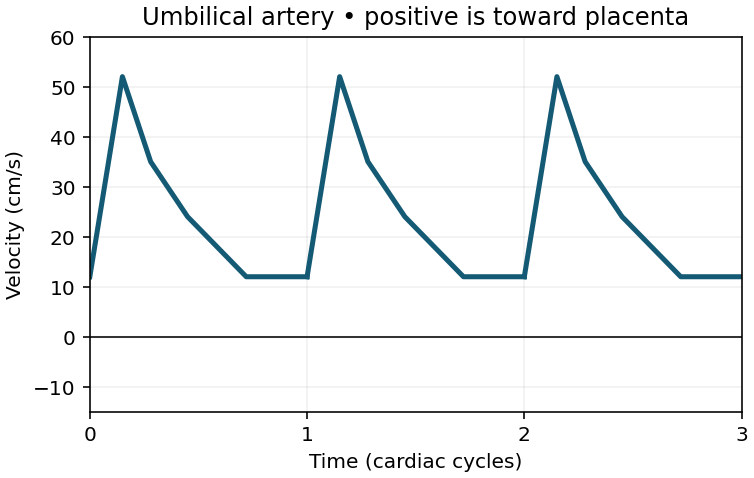 Umbilical artery • positive is toward placenta
Velocity (cm/s)
60
50
40
30
20
10
0
−10
0 1 2 3
Time (cardiac cycles)